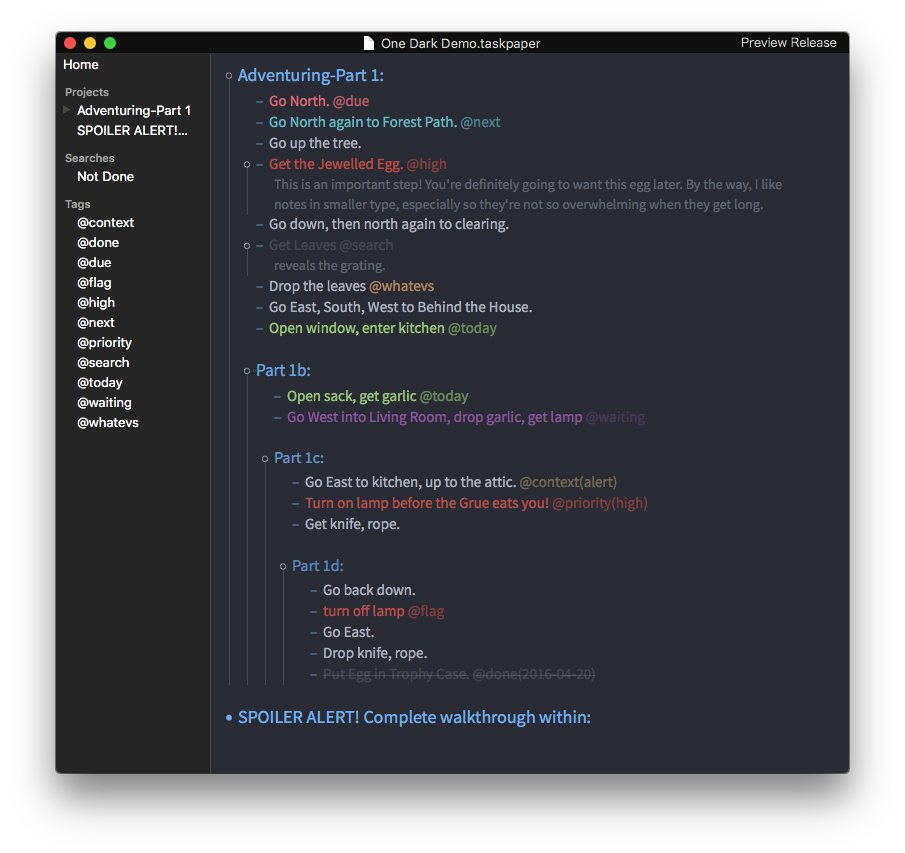 One Dark Demo.taskpaper
Preview Release
Home
Projects
Adventuring-Part 1
SPOILER ALERT!...
Searches
Not Done
Tags
@context
@done
@due
@flag
@high
@next
@priority
@search
@today
@waiting
@whatevs
Adventuring-Part 1:
– Go North. @due
– Go North again to Forest Path. @next
– Go up the tree.
– Get the Jewelled Egg. @high
This is an important step! You're definitely going to want this egg later. By the way, I like
notes in smaller type, especially so they're not so overwhelming when they get long.
– Go down, then north again to clearing.
– Get Leaves @search
reveals the grating.
– Drop the leaves @whatevs
– Go East, South, West to Behind the House.
– Open window, enter kitchen @today
Part 1b:
– Open sack, get garlic @today
– Go West into Living Room, drop garlic, get lamp @waiting
Part 1c:
– Go East to kitchen, up to the attic. @context(alert)
– Turn on lamp before the Grue eats you! @priority(high)
– Get knife, rope.
Part 1d:
– Go back down.
– turn off lamp @flag
– Go East.
– Drop knife, rope.
– Put Egg in Trophy Case. @done(2016-04-20)
• SPOILER ALERT! Complete walkthrough within: